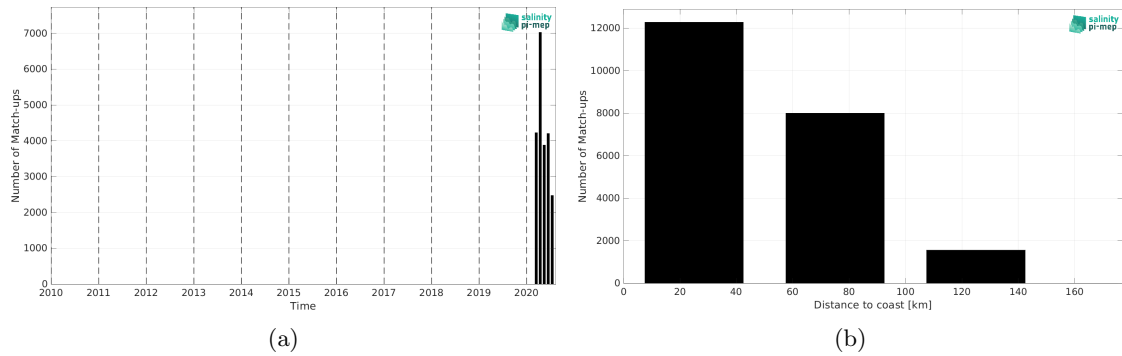 salinity
pi-mep
7000
6000
5000
4000
3000
2000
1000
0
Number of Match-ups
2010 2011 2012 2013 2014 2015 2016 2017 2018 2019 2020
Time
(a)
salinity
pi-mep
12000
10000
8000
6000
4000
2000
0
Number of Match-ups
0 20 40 60 80 100 120 140 160
Distance to coast [km]
(b)